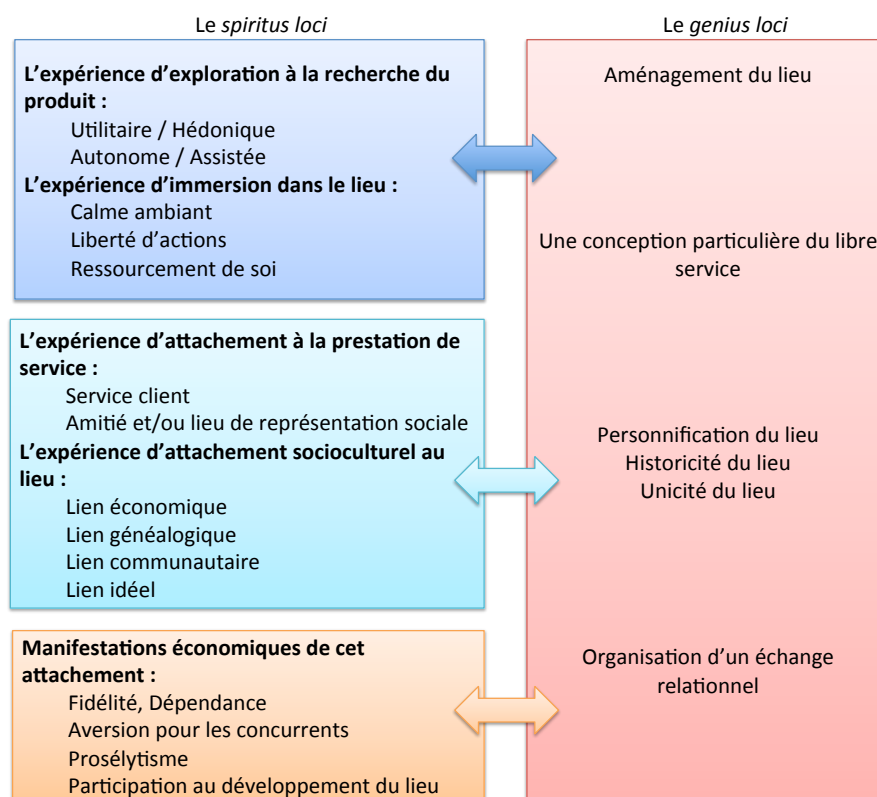 Le spiritus loci
L'expérience d'exploration à la recherche du
produit :
Utilitaire / Hédonique
Autonome / Assistée
L'expérience d'immersion dans le lieu :
Calme ambiant
Liberté d'actions
Ressourcement de soi
L'expérience d'attachement à la prestation de
service :
Service client
Amitié et/ou lieu de représentation sociale
L'expérience d'attachement socioculturel au
lieu :
Lien économique
Lien généalogique
Lien communautaire
Lien idéel
Manifestations économiques de cet
attachement :
Fidélité, Dépendance
Aversion pour les concurrents
Prosélytisme
Participation au développement du lieu
Le genius loci
Aménagement du lieu
Une conception particulière du libre
service
Personnification du lieu
Historicité du lieu
Unicité du lieu
Organisation d'un échange
relationnel